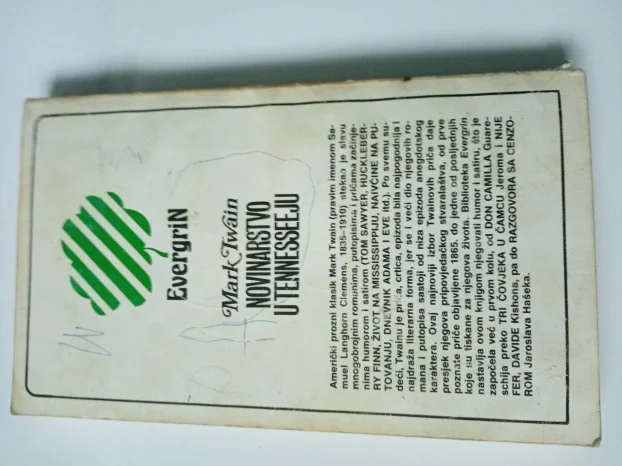 EvergriN
Mark Twain
NOVINARSTVO
U TENNESSEEJU
Američki prozni klasik Mark Twain (pravim imenom Sa-
muel Langhorn Clemens, 1835–1910) stekao je slavu
mnogobrojnim romanima, putopisima i pričama začinje-
nima humorom i satirom (TOM SAWYER, HUCKLEBER-
RY FINN, ŽIVOT NA MISSISSIPPIJU, NAIVČINE NA PU-
TOVANJU, DNEVNIK ADAMA I EVE itd.). Po svemu su-
deći, Twainu je priča, crtica, epizoda bila najpogodnija i
najdraža literarna forma, jer se i veći dio njegovih ro-
mana i putopisa sastoji od niza epizoda anegdotskog
karaktera. Ovaj najnoviji izbor Twainovih priča daje
presjek njegova pripovjedačkog stvaralaštva, od prve
poznate priče objavljene 1865. do jedne od posljednjih
koje su tiskane za njegova života. Biblioteka Evergrin
nastavlja ovom knjigom njegovati humor i satiru, što je
započela već u prvom kolu, od DON CAMILLA Guare-
schija preko TRI ČOVJEKA U ČAMCU Jeroma i NIJE
FER, DAVIDE Kishona, pa do RAZGOVORA SA CENZO-
ROM Jaroslava Hašeka.